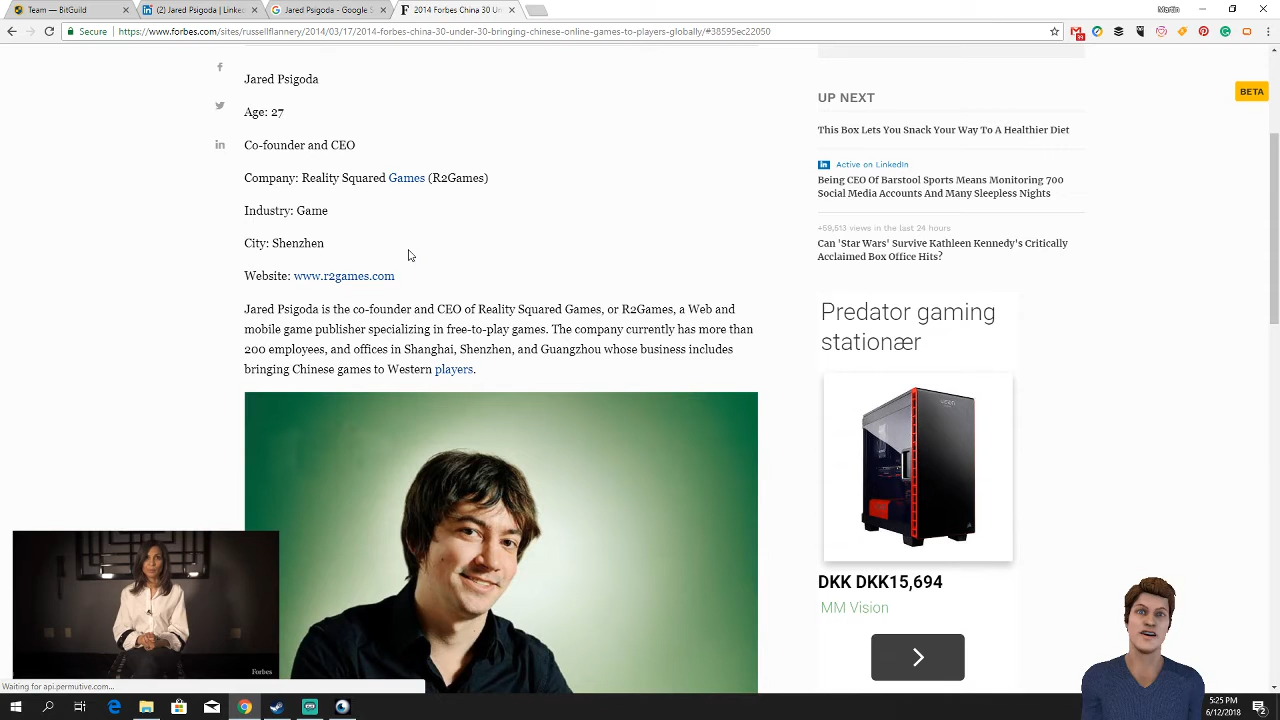 Team — BitGuild
(2) Jared Psigoda | Linke
Jared Psigoda - Google S
2014 Forbes China 30 Un
Martin
Secure
https://www.forbes.com/sites/russellflannery/2014/03/17/2014-forbes-china-30-under-30-bringing-chinese-online-games-to-players-globally/#38595ec22050
BETA
Jared Psigoda
Age: 27
Co-founder and CEO
Company: Reality Squared Games (R2Games)
Industry: Game
City: Shenzhen
Website: www.r2games.com
Jared Psigoda is the co-founder and CEO of Reality Squared Games, or R2Games, a Web and
mobile game publisher specializing in free-to-play games. The company currently has more than
200 employees, and offices in Shanghai, Shenzhen, and Guangzhou whose business includes
bringing Chinese games to Western players.
UP NEXT
This Box Lets You Snack Your Way To A Healthier Diet
Active on LinkedIn
Being CEO Of Barstool Sports Means Monitoring 700
Social Media Accounts And Many Sleepless Nights
+59,513 views in the last 24 hours
Can 'Star Wars' Survive Kathleen Kennedy's Critically
Acclaimed Box Office Hits?
Predator gaming
stationær
DKK DKK15,694
MM Vision
Forbes
Waiting for api.permutive.com...
5:25 PM
6/12/2018
2